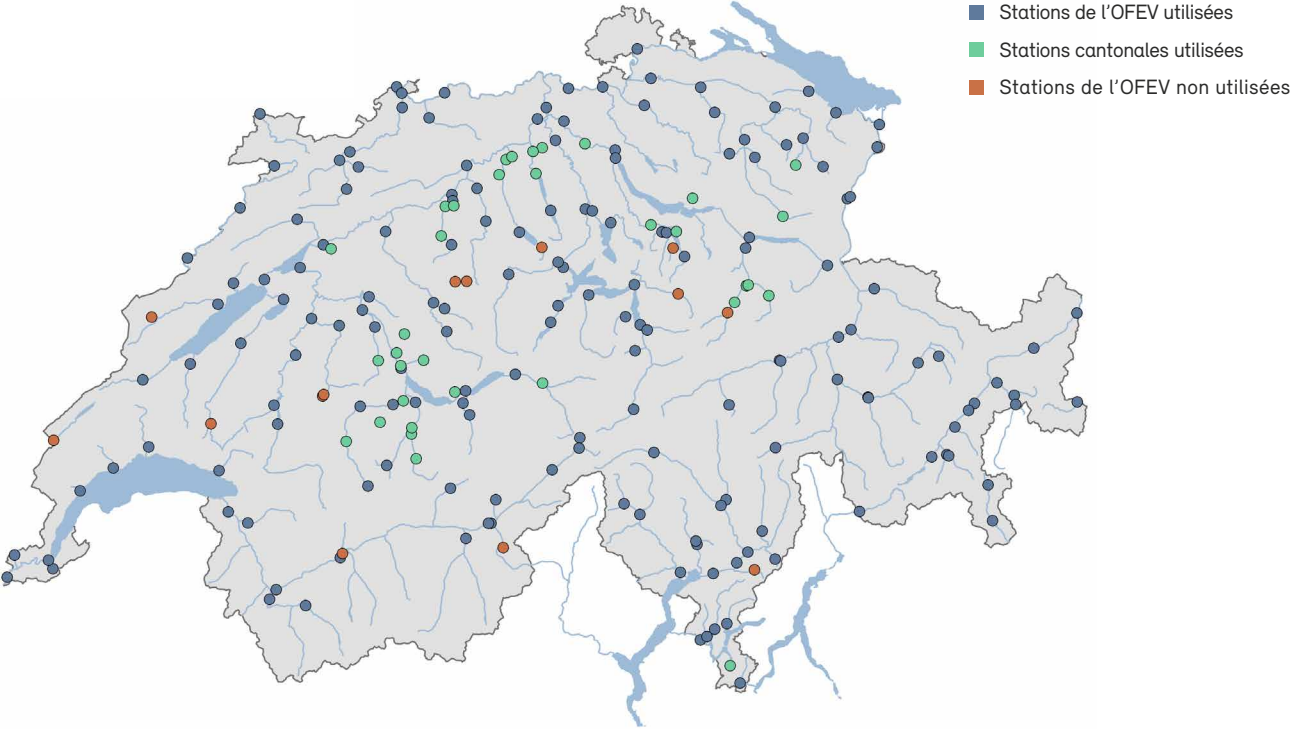 Stations de l'OFEV utilisées
Stations cantonales utilisées
Stations de l'OFEV non utilisées